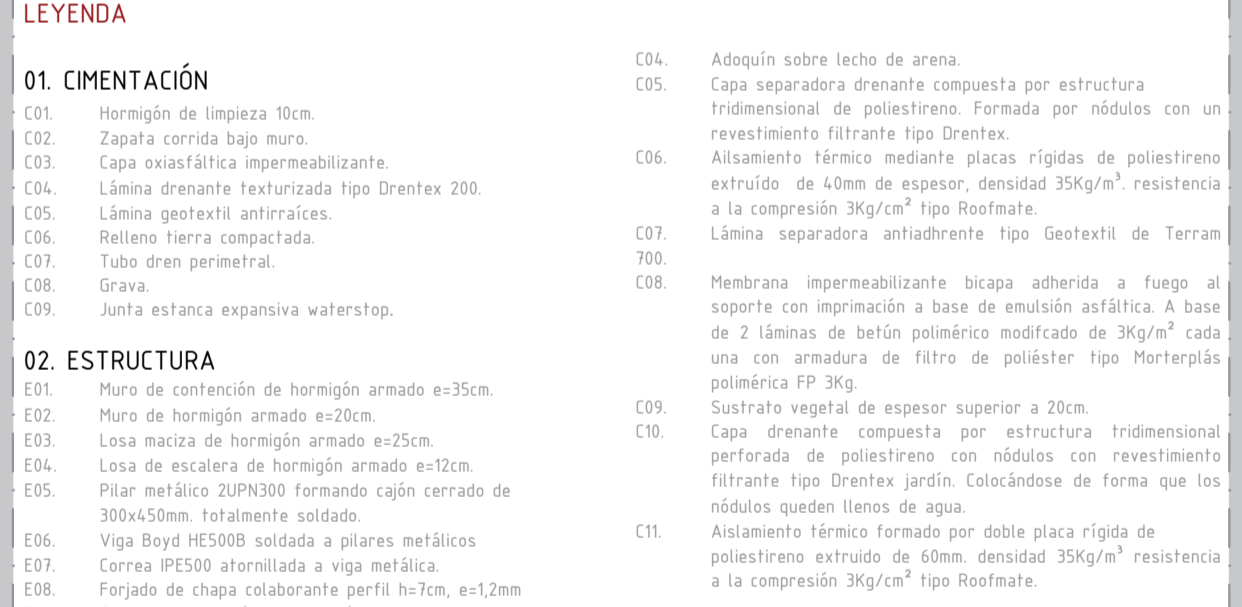 LEYENDA
01. CIMENTACIÓN
C01. Hormigón de limpieza 10cm.
C02. Zapata corrida bajo muro.
C03. Capa oxiasfáltica impermeabilizante.
C04. Lámina drenante texturizada tipo Drentex 200.
C05. Lámina geotextil antirraíces.
C06. Relleno tierra compactada.
C07. Tubo dren perimetral.
C08. Grava.
C09. Junta estanca expansiva waterstop.
02. ESTRUCTURA
E01. Muro de contención de hormigón armado e=35cm.
E02. Muro de hormigón armado e=20cm.
E03. Losa maciza de hormigón armado e=25cm.
E04. Losa de escalera de hormigón armado e=12cm.
E05. Pilar metálico 2UPN300 formando cajón cerrado de
300x450mm. totalmente soldado.
E06. Viga Boyd HE500B soldada a pilares metálicos
E07. Correa IPE500 atornillada a viga metálica.
E08. Forjado de chapa colaborante perfil h=7cm, e=1,2mm
C04. Adoquín sobre lecho de arena.
C05. Capa separadora drenante compuesta por estructura
tridimensional de poliestireno. Formada por nódulos con un
revestimiento filtrante tipo Drentex.
C06. Ailsamiento térmico mediante placas rígidas de poliestireno
extruído de 40mm de espesor, densidad 35Kg/m³. resistencia
a la compresión 3Kg/cm² tipo Roofmate.
C07. Lámina separadora antiadhrente tipo Geotextil de Terram
700.
C08. Membrana impermeabilizante bicapa adherida a fuego al
soporte con imprimación a base de emulsión asfáltica. A base
de 2 láminas de betún polimérico modifcado de 3Kg/m² cada
una con armadura de filtro de poliéster tipo Morterplás
polimérica FP 3Kg.
C09. Sustrato vegetal de espesor superior a 20cm.
C10. Capa drenante compuesta por estructura tridimensional
perforada de poliestireno con nódulos con revestimiento
filtrante tipo Drentex jardín. Colocándose de forma que los
nódulos queden llenos de agua.
C11. Aislamiento térmico formado por doble placa rígida de
poliestireno extruido de 60mm. densidad 35Kg/m³ resistencia
a la compresión 3Kg/cm² tipo Roofmate.